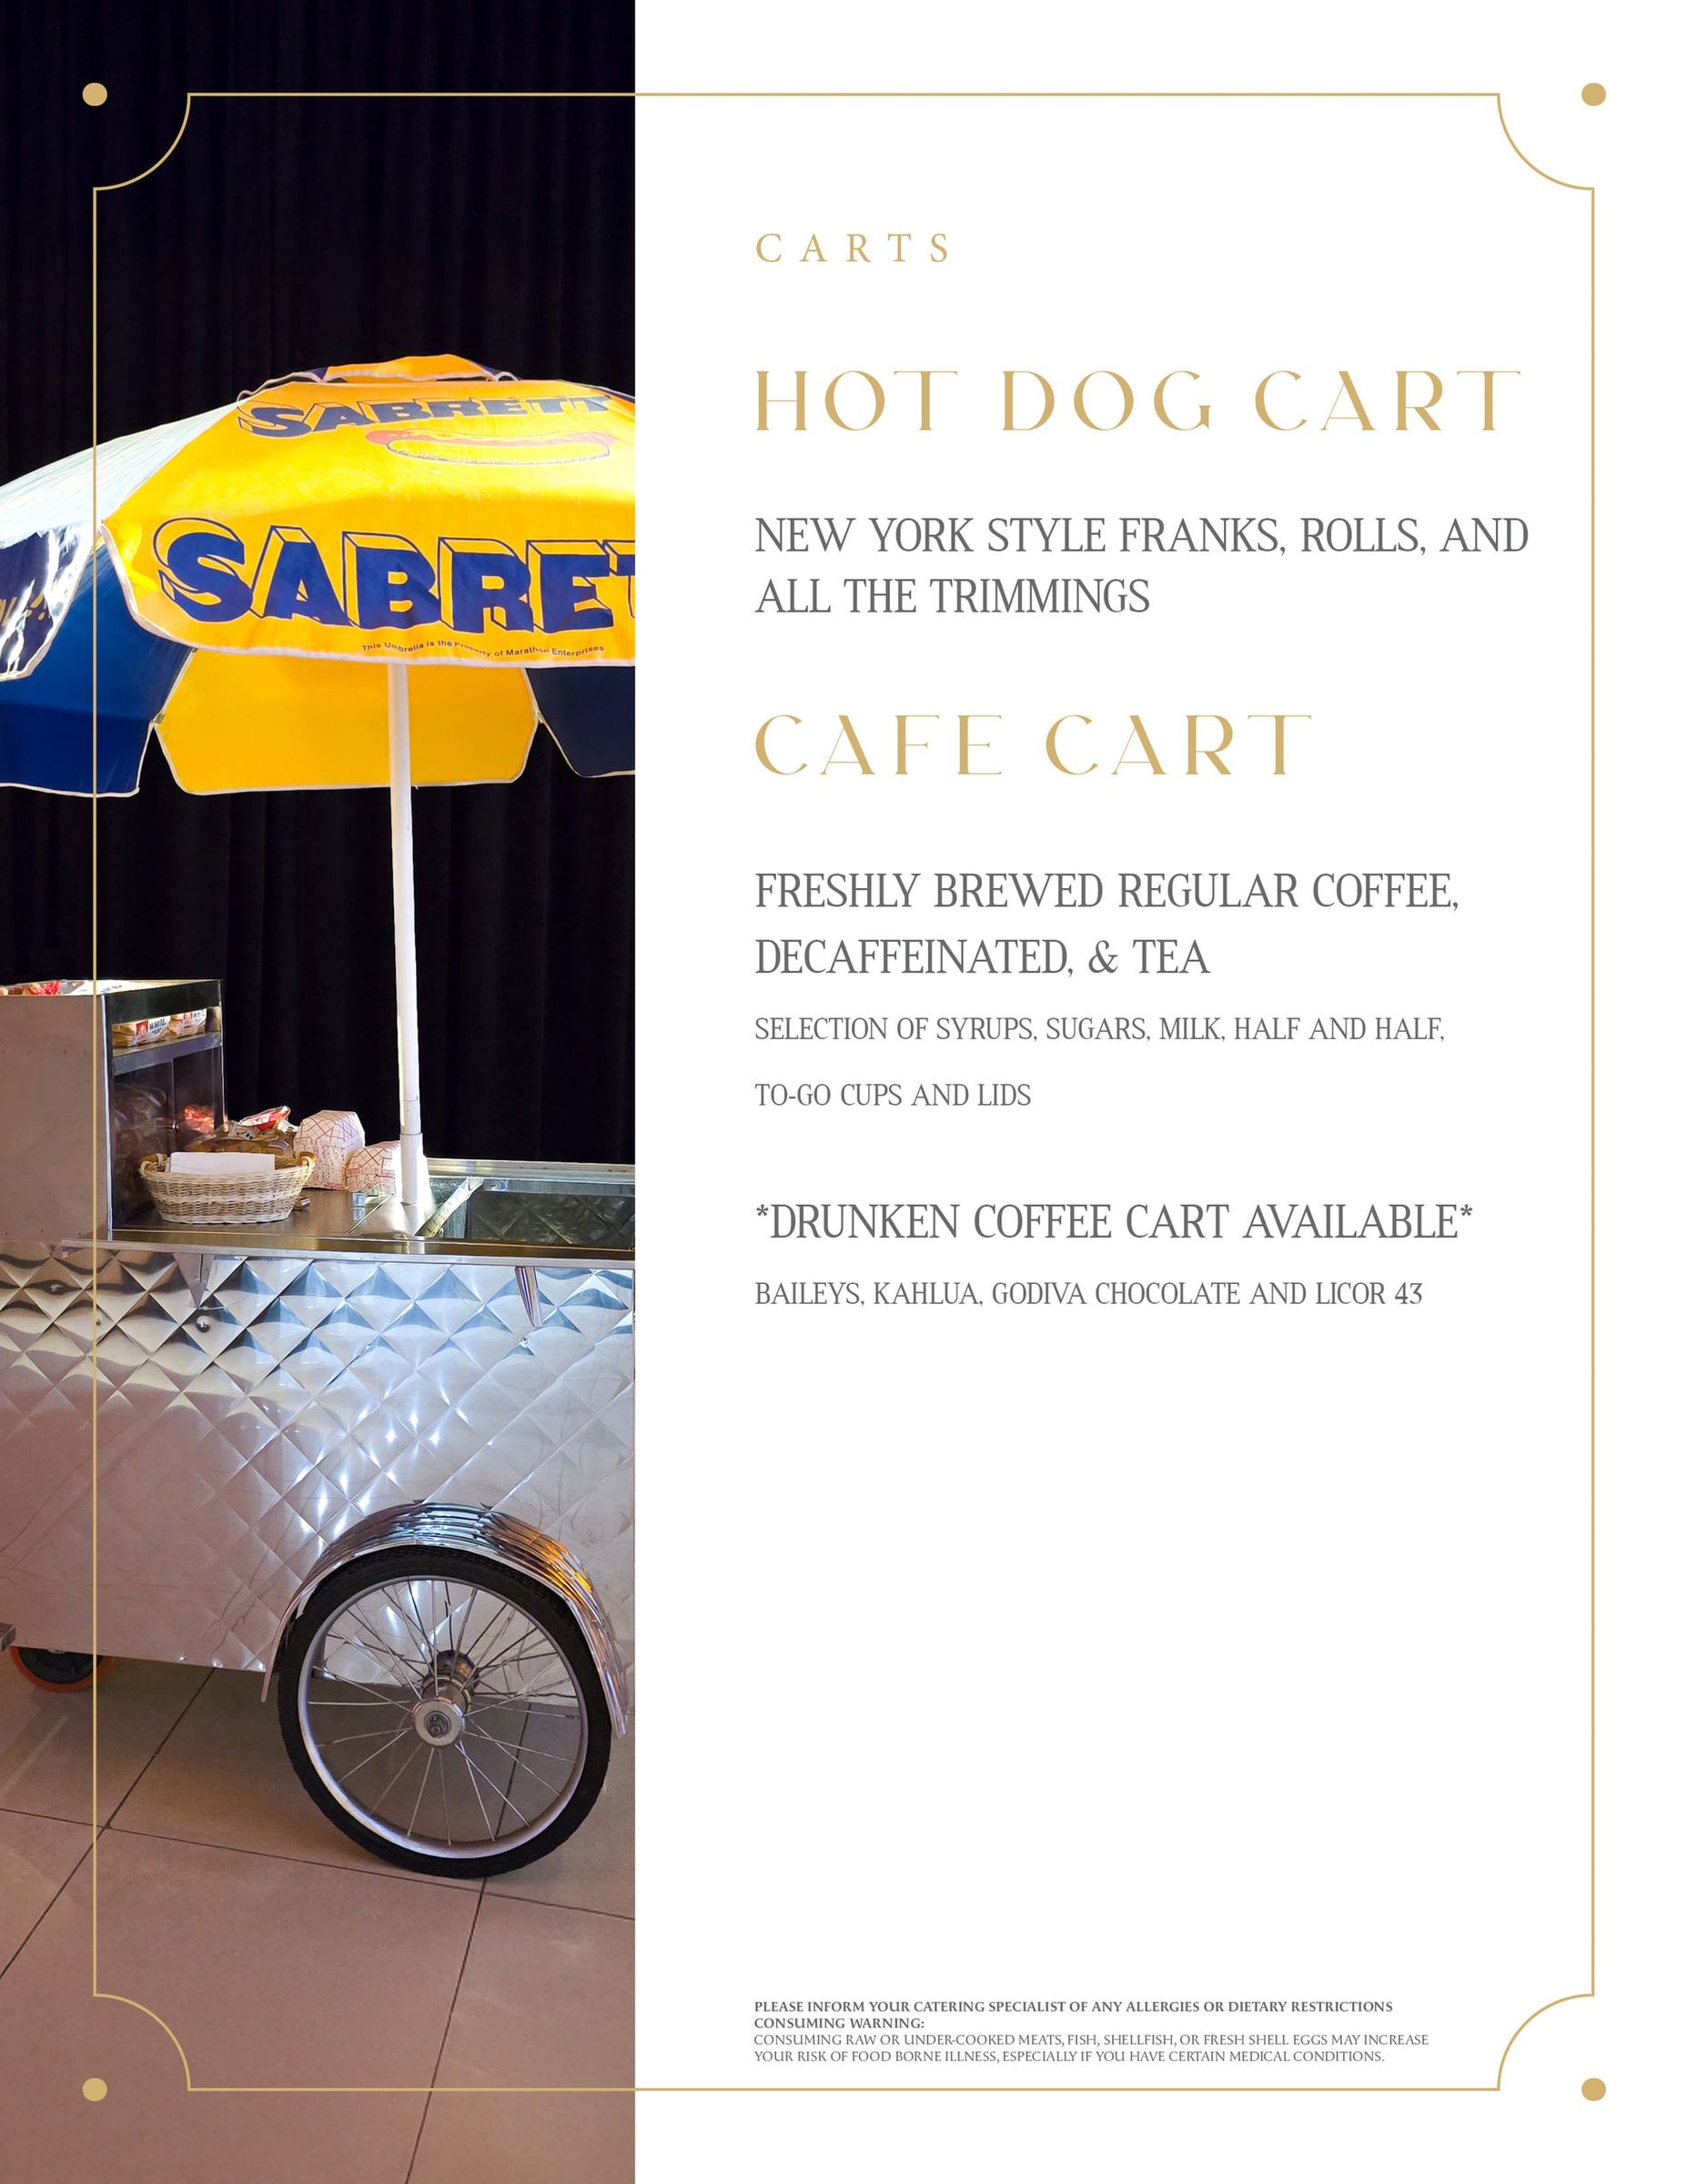 SABRETT
SABRET
This Umbrella is the Property of Marathon Enterprises
CARTS
HOT DOG CART
NEW YORK STYLE FRANKS, ROLLS, AND
ALL THE TRIMMINGS
CAFE CART
FRESHLY BREWED REGULAR COFFEE,
DECAFFEINATED, & TEA
SELECTION OF SYRUPS, SUGARS, MILK, HALF AND HALF,
TO-GO CUPS AND LIDS
*DRUNKEN COFFEE CART AVAILABLE*
BAILEYS, KAHLUA, GODIVA CHOCOLATE AND LICOR 43
PLEASE INFORM YOUR CATERING SPECIALIST OF ANY ALLERGIES OR DIETARY RESTRICTIONS
CONSUMING WARNING:
CONSUMING RAW OR UNDER-COOKED MEATS, FISH, SHELLFISH, OR FRESH SHELL EGGS MAY INCREASE
YOUR RISK OF FOOD BORNE ILLNESS, ESPECIALLY IF YOU HAVE CERTAIN MEDICAL CONDITIONS.